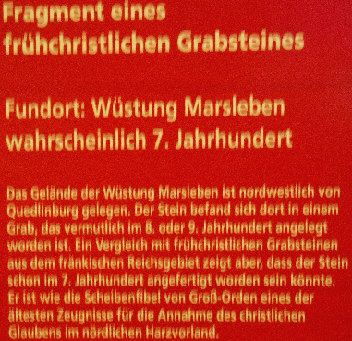 Fragment eines
frühchristlichen Grabsteines
Fundort: Wüstung Marsleben
wahrscheinlich 7. Jahrhundert
Das Gelände der Wüstung Marsleben ist nordwestlich von
Quedlinburg gelegen. Der Stein befand sich dort in einem
Grab, das vermutlich im 8. oder 9. Jahrhundert angelegt
worden ist. Ein Vergleich mit frühchristlichen Grabsteinen
aus dem fränkischen Reichsgebiet zeigt aber, dass der Stein
schon im 7. Jahrhundert angefertigt worden sein könnte.
Er ist wie die Scheibenfibel von Groß-Orden eines der
ältesten Zeugnisse für die Annahme des christlichen
Glaubens im nördlichen Harzvorland.